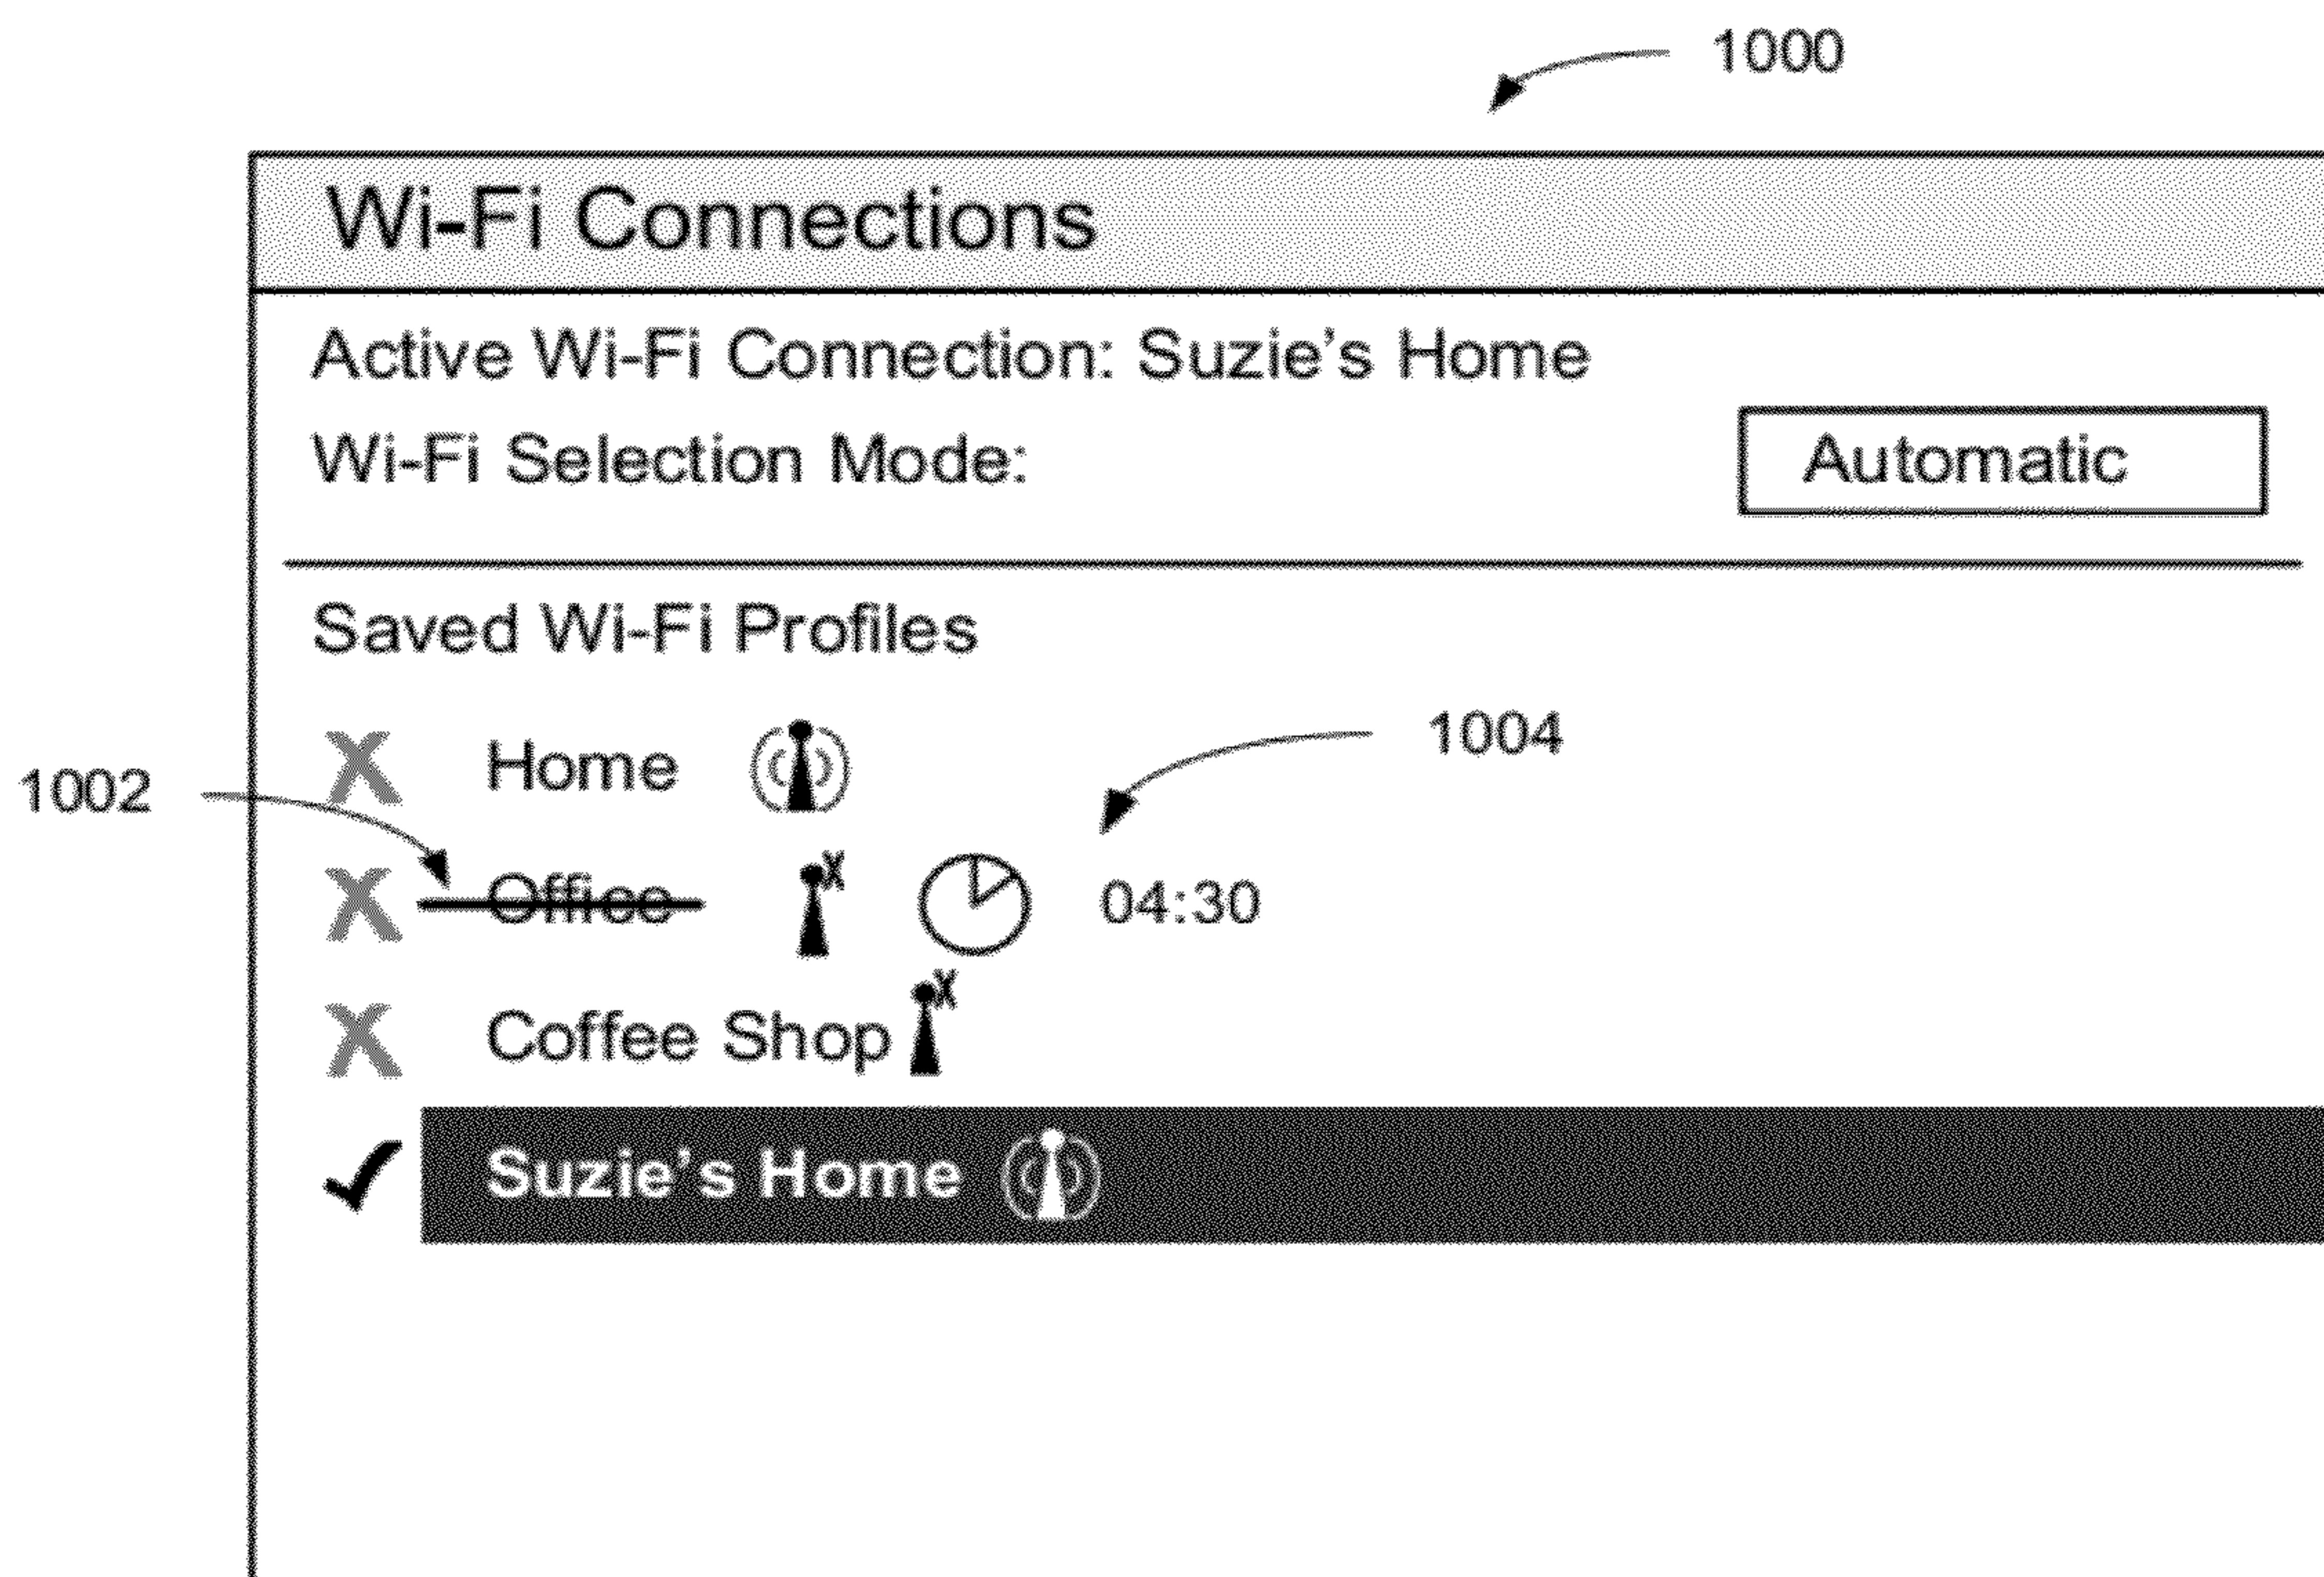 1000
Wi-Fi Connections
Active Wi-Fi Connection: Suzie's Home
Wi-Fi Selection Mode: Automatic
Saved Wi-Fi Profiles
X Home
1004
1002
X Office X 04:30
X Coffee Shop X
Suzie's Home